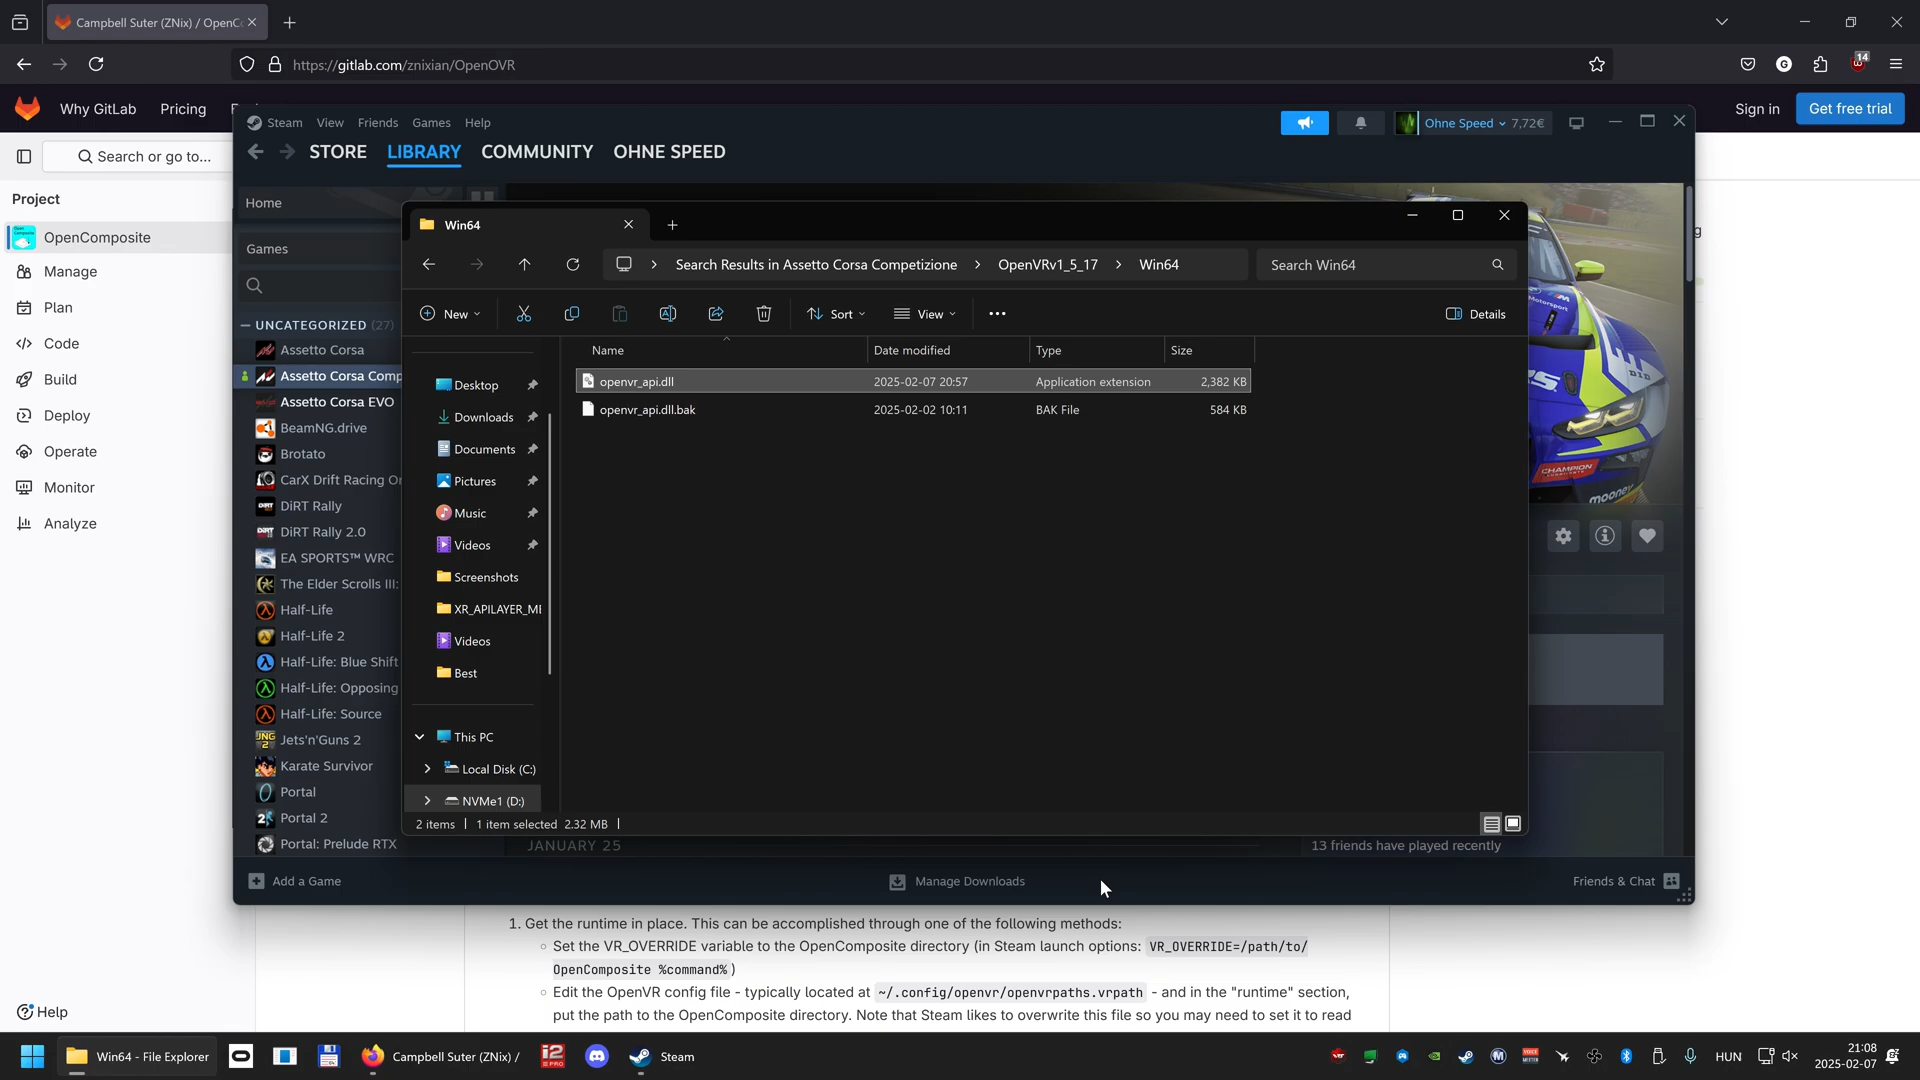 Campbell Suter (ZNix) / OpenC
https://gitlab.com/znixian/OpenOVR
14
Why GitLab
Pricing
Sign in
Get free trial
Search or go to...
Project
OpenComposite
Manage
Plan
Code
Build
Deploy
Operate
Monitor
Analyze
Help
Steam
View
Friends
Games
Help
Ohne Speed
7,72€
STORE
LIBRARY
COMMUNITY
OHNE SPEED
Home
Games
UNCATEGORIZED (27)
Assetto Corsa
Assetto Corsa Comp
Assetto Corsa EVO
BeamNG.drive
Brotato
CarX Drift Racing On
DiRT Rally
DiRT Rally 2.0
EA SPORTS™ WRC
The Elder Scrolls III:
Half-Life
Half-Life 2
Half-Life: Blue Shift
Half-Life: Opposing
Half-Life: Source
Jets'n'Guns 2
Karate Survivor
Portal
Portal 2
Portal: Prelude RTX
Add a Game
Manage Downloads
Friends & Chat
JANUARY 25
13 friends have played recently
Motorsport
CHAMPION
mooney
Win64
Search Results in Assetto Corsa Competizione
OpenVRv1_5_17
Win64
Search Win64
New
Sort
View
Details
Name
Date modified
Type
Size
openvr_api.dll
2025-02-07 20:57
Application extension
2,382 KB
openvr_api.dll.bak
2025-02-02 10:11
BAK File
584 KB
Desktop
Downloads
Documents
Pictures
Music
Videos
Screenshots
XR_APILAYER_ME
Videos
Best
This PC
Local Disk (C:)
NVMe1 (D:)
2 items
1 item selected 2.32 MB
1. Get the runtime in place. This can be accomplished through one of the following methods:
Set the VR_OVERRIDE variable to the OpenComposite directory (in Steam launch options: VR_OVERRIDE=/path/to/
OpenComposite %command% )
Edit the OpenVR config file - typically located at ~/.config/openvr/openvrpaths.vrpath - and in the "runtime" section,
put the path to the OpenComposite directory. Note that Steam likes to overwrite this file so you may need to set it to read
Win64 - File Explorer
Campbell Suter (ZNix) /
Steam
HUN
21:08
2025-02-07